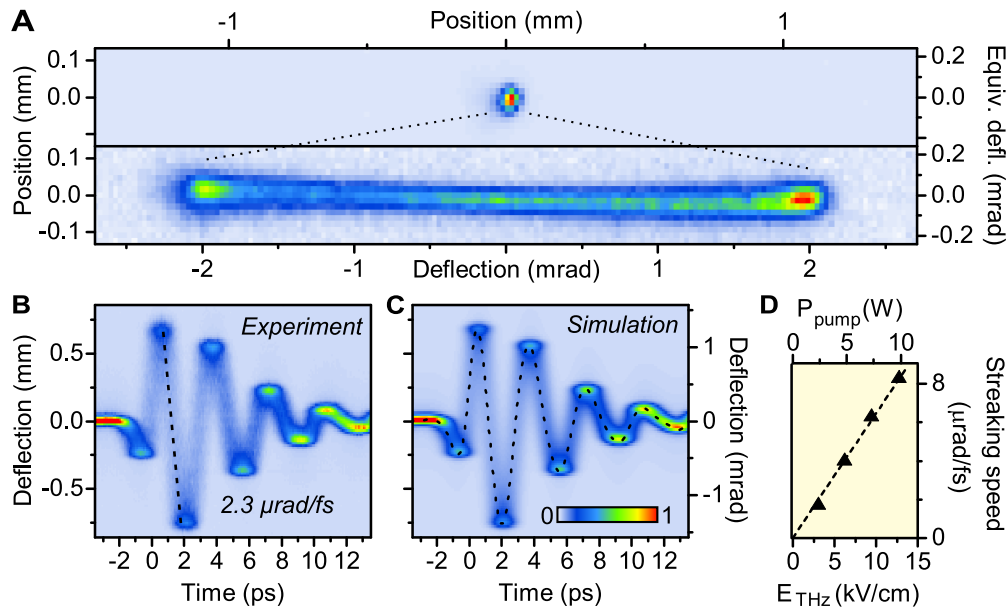 A
Position (mm)
-1 0 1
0.1
0.0
0.2
0.0
Equiv. defl. (mrad)
Position (mm)
0.1
0.0
-0.1
0.2
0.0
-0.2
-2 -1 0 1 2
Deflection (mrad)
B
Experiment
Deflection (mm)
0.5
0.0
-0.5
2.3 µrad/fs
-2 0 2 4 6 8 10 12
Time (ps)
C
Simulation
1
0
-1
Deflection (mrad)
0 1
-2 0 2 4 6 8 10 12
Time (ps)
D
P pump (W)
0 5 10
8
4
0
Streaking speed
(µrad/fs)
0 5 10 15
E THz (kV/cm)